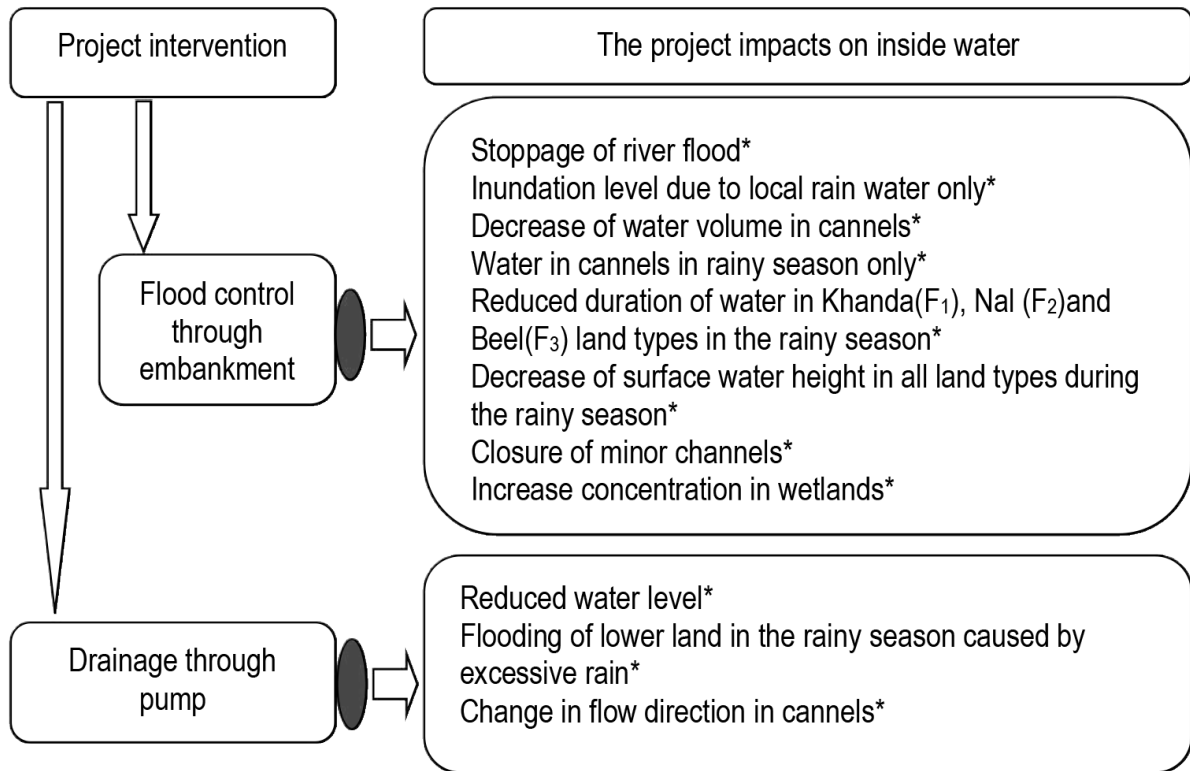 Project intervention
The project impacts on inside water
Flood control
through
embankment
Stoppage of river flood*
Inundation level due to local rain water only*
Decrease of water volume in cannels*
Water in cannels in rainy season only*
Reduced duration of water in Khanda(F₁), Nal (F₂)and
Beel(F₃) land types in the rainy season*
Decrease of surface water height in all land types during
the rainy season*
Closure of minor channels*
Increase concentration in wetlands*
Drainage through
pump
Reduced water level*
Flooding of lower land in the rainy season caused by
excessive rain*
Change in flow direction in cannels*